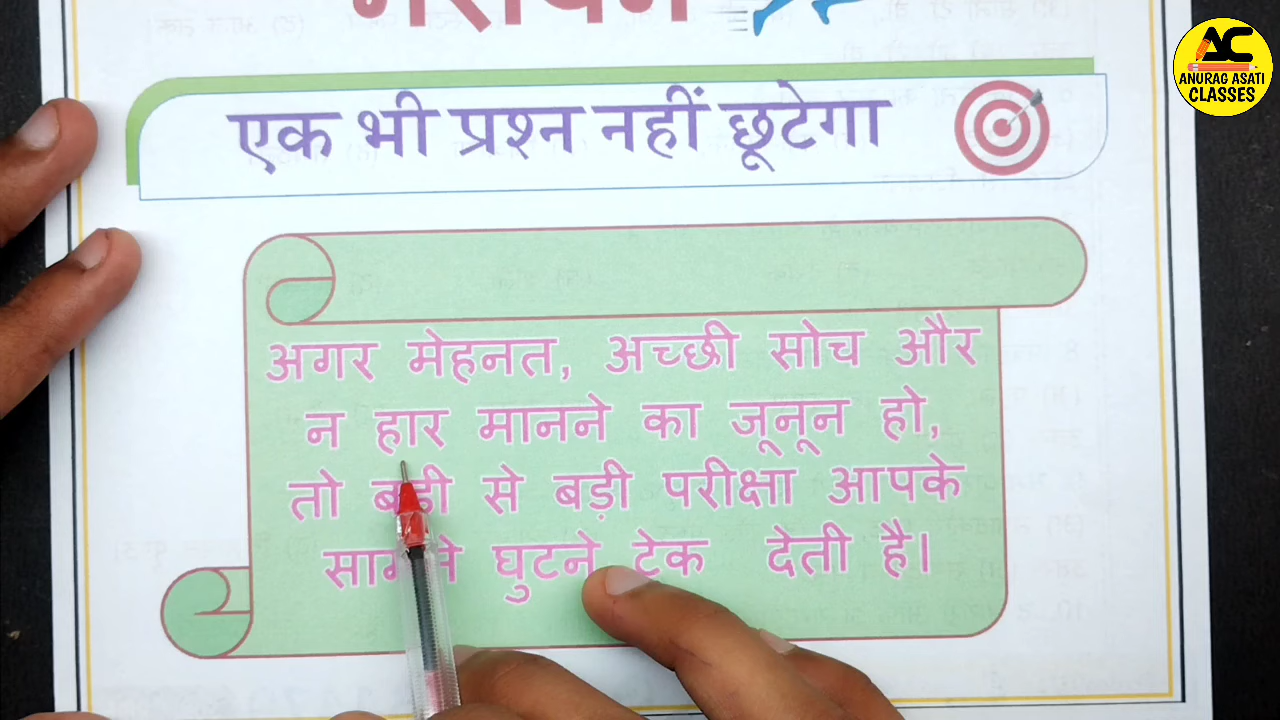 ANURAG ASATI
CLASSES
एक भी प्रश्न नहीं छूटेगा
अगर मेहनत, अच्छी सोच और
न हार मानने का जूनून हो,
तो बड़ी से बड़ी परीक्षा आपके
सामने घुटने टेक देती है।